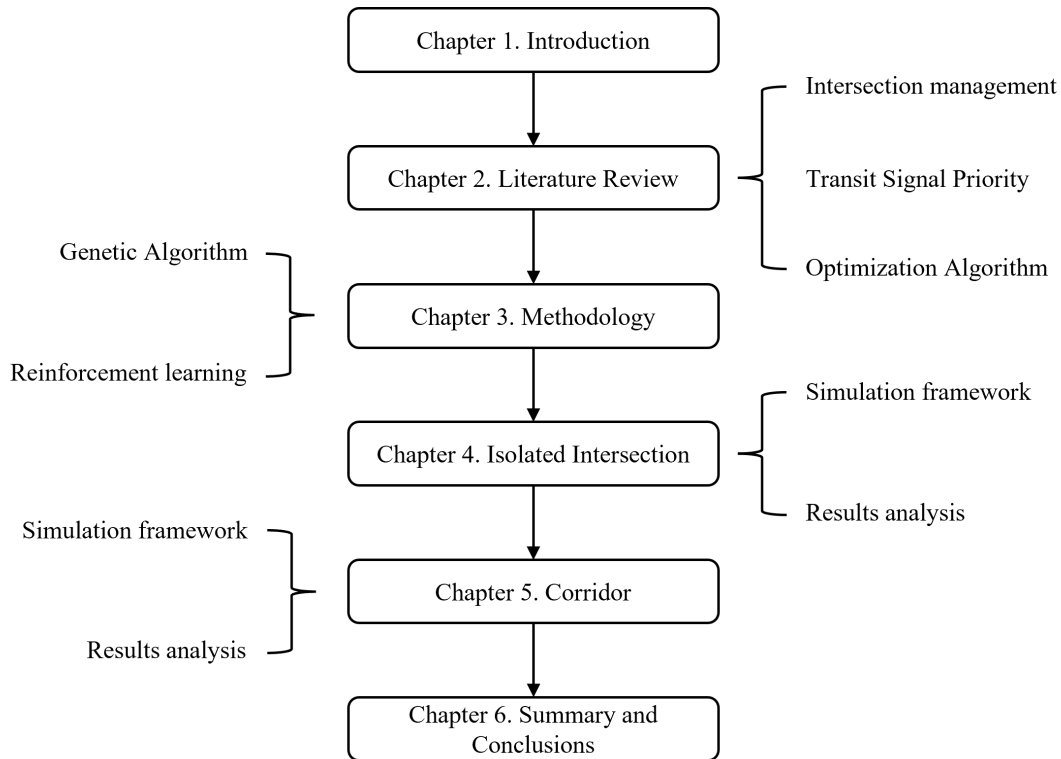 Chapter 1. Introduction
Intersection management
Chapter 2. Literature Review
Transit Signal Priority
Optimization Algorithm
Genetic Algorithm
Chapter 3. Methodology
Reinforcement learning
Simulation framework
Chapter 4. Isolated Intersection
Results analysis
Simulation framework
Chapter 5. Corridor
Results analysis
Chapter 6. Summary and
Conclusions